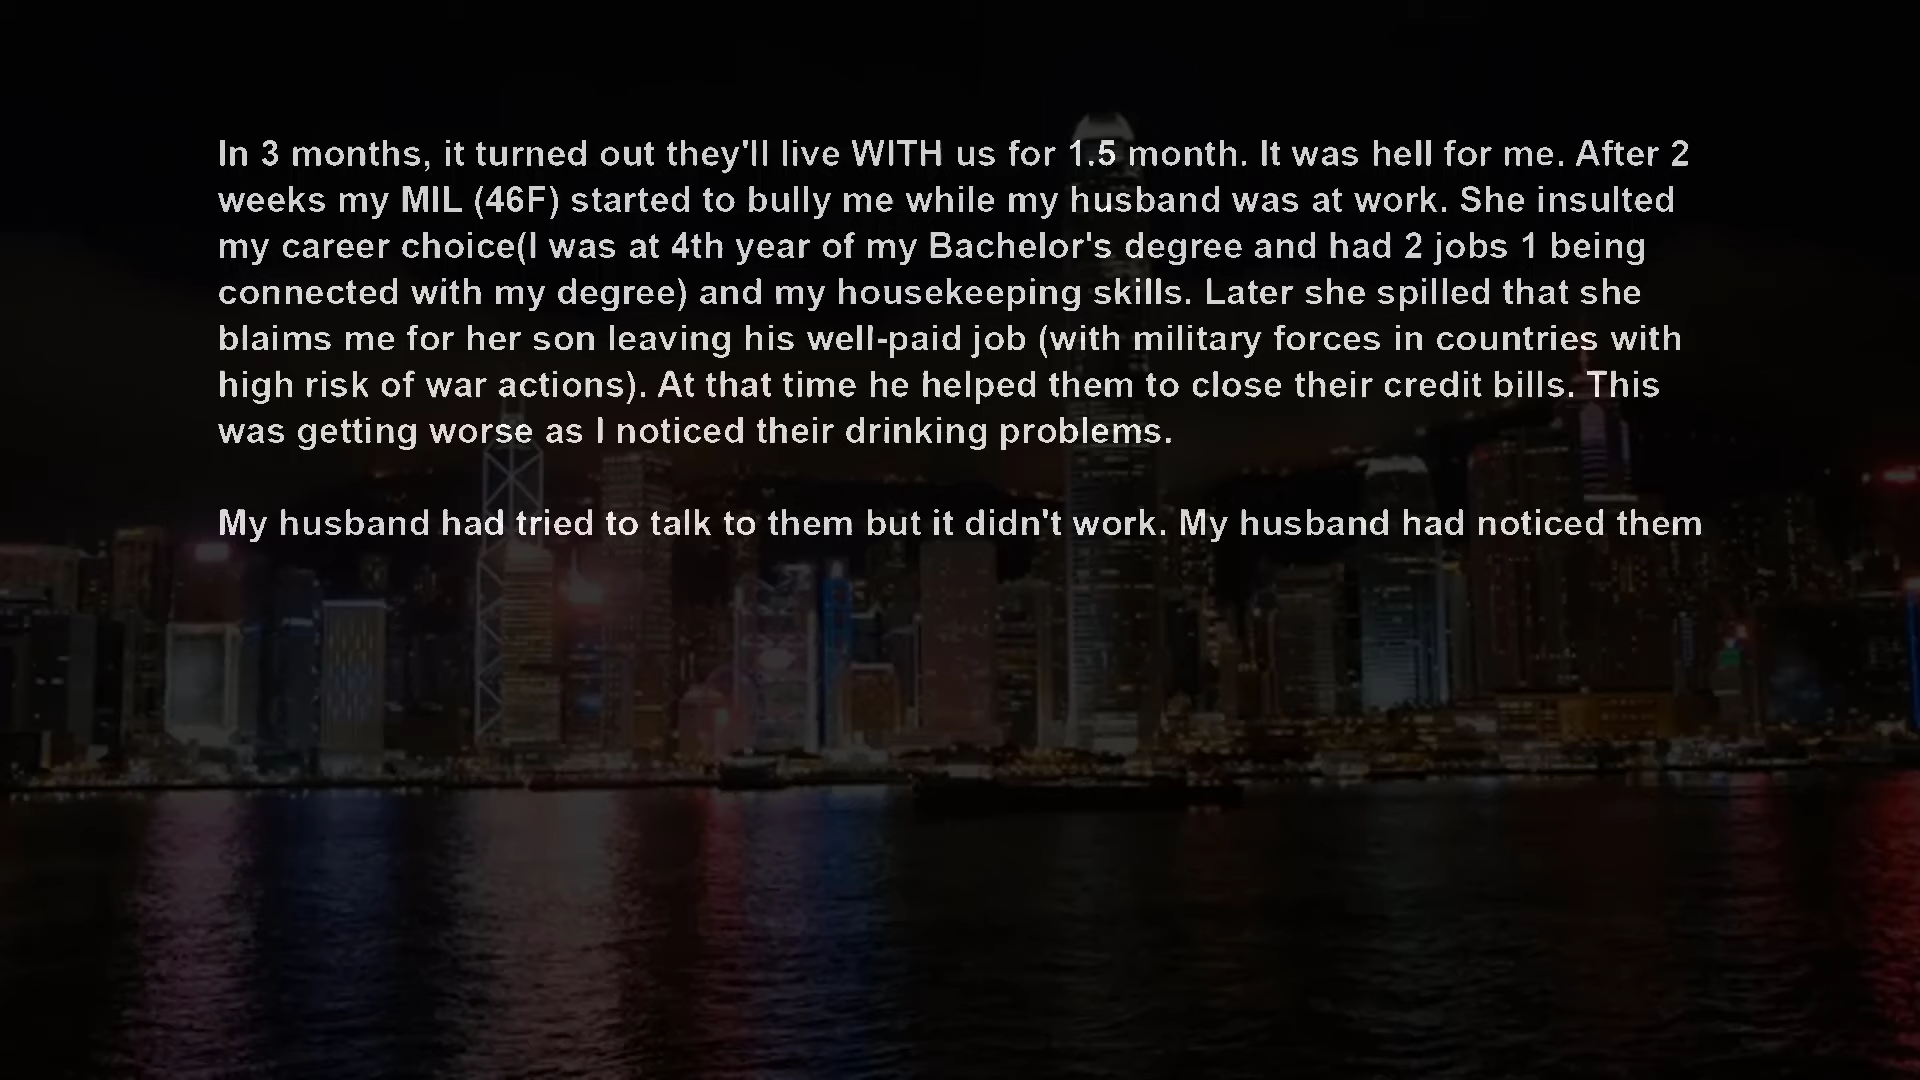 In 3 months, it turned out they'll live WITH us for 1.5 month. It was hell for me. After 2
weeks my MIL (46F) started to bully me while my husband was at work. She insulted
my career choice(I was at 4th year of my Bachelor's degree and had 2 jobs 1 being
connected with my degree) and my housekeeping skills. Later she spilled that she
blaims me for her son leaving his well-paid job (with military forces in countries with
high risk of war actions). At that time he helped them to close their credit bills. This
was getting worse as I noticed their drinking problems.
My husband had tried to talk to them but it didn't work. My husband had noticed them